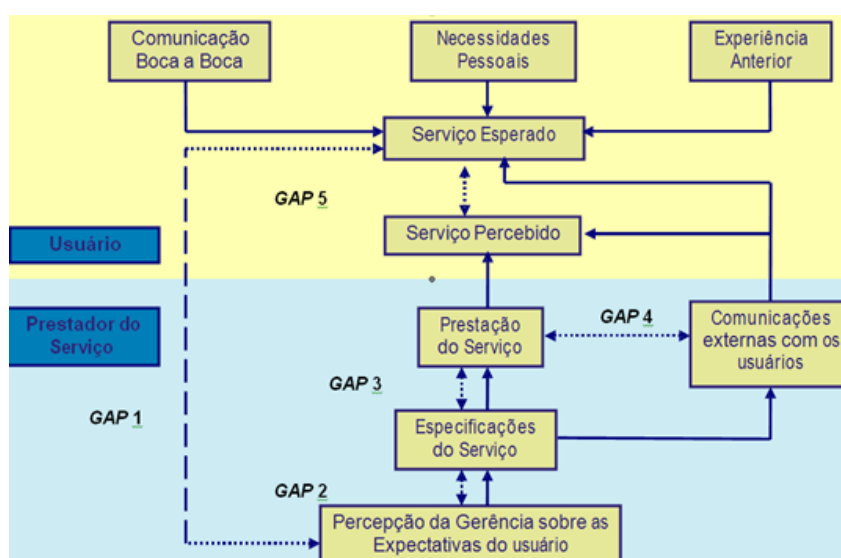 Comunicação
Boca a Boca
Necessidades
Pessoais
Experiência
Anterior
Serviço Esperado
GAP 5
Serviço Percebido
Usuário
Prestador do
Serviço
Prestação
do Serviço
GAP 4
Comunicações
externas com os
usuários
GAP 3
GAP 1
Especificações
do Serviço
GAP 2
Percepção da Gerência sobre as
Expectativas do usuário